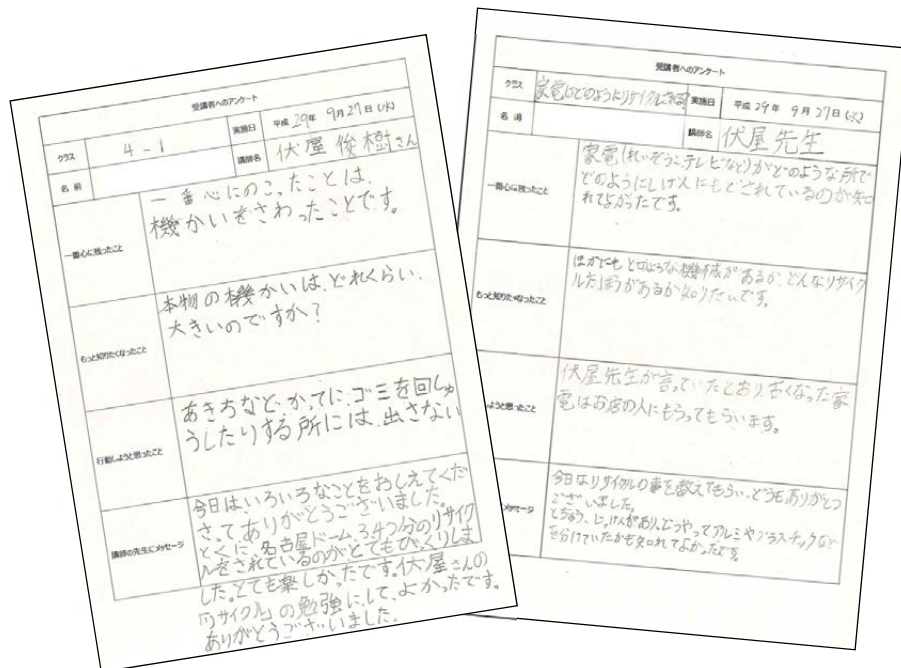 受講者へのアンケート
クラス
4-1
実施日
平成 29年 9月27日(水)
名 前
講師名
伏屋 俊樹さん
一番心に残ったこと
一番心にのこったことは、
機かいをさわったことです。
もっと知りたくなったこと
本物の機かいは、どれくらい、
大きいのですか?
行動しようと思ったこと
あきちなど、かってに、ゴミを回しゅ
うしたりする所には、出さない
講師の先生にメッセージ
今日はいろいろなことをおしえてくだ
さってありがとうございました。
とくに、名古屋ドーム、34つ分のリサイク
ルをされているのがとてもびっくりしま
した。とても楽しかったです。伏屋さんの
「リサイクル」の勉強にして、よかったです。
ありがとうございました。
受講者へのアンケート
クラス
家電はどのようにリサイクルされる?
実施日
平成 29年 9月27日(水)
名 前
講師名
伏屋先生
一番心に残ったこと
家電(れいぞうこ、テレビなど)がどのような所で
どのようにしげんにもどされているのが知
れてよかったです。
もっと知りたくなったこと
ほかにもどのような機械があるか、どんなリサイク
ルほうほうがあるか知りたいです。
しようと思ったこと
伏屋先生が言っていたとおり、古くなった家
電はお店の人にもらってもらいます。
メッセージ
今日はリサイクルの事を教えてもらい、どうもありがとう
ございました。
とちゅう、じっけんがあり、どうやってアルミやプラスチックなど
を分けていたかも知れてよかったです。